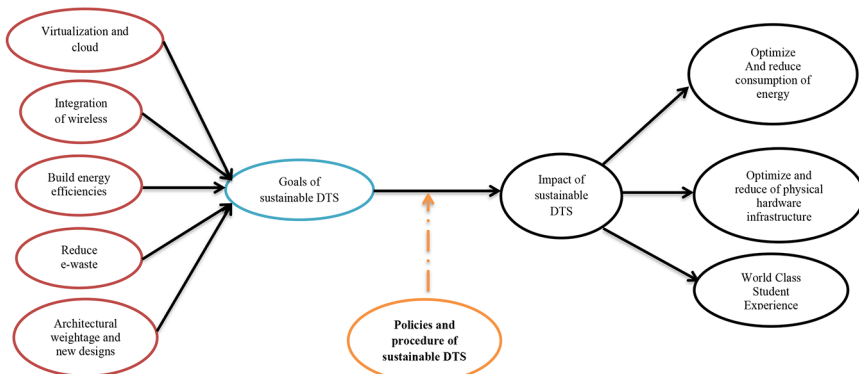 Virtualization and
cloud
Integration
of wireless
Build energy
efficiencies
Reduce
e-waste
Architectural
weightage and
new designs
Goals of
sustainable DTS
Policies and
procedure of
sustainable DTS
Impact of
sustainable
DTS
Optimize
And reduce
consumption of
energy
Optimize and
reduce of physical
hardware
infrastructure
World Class
Student
Experience